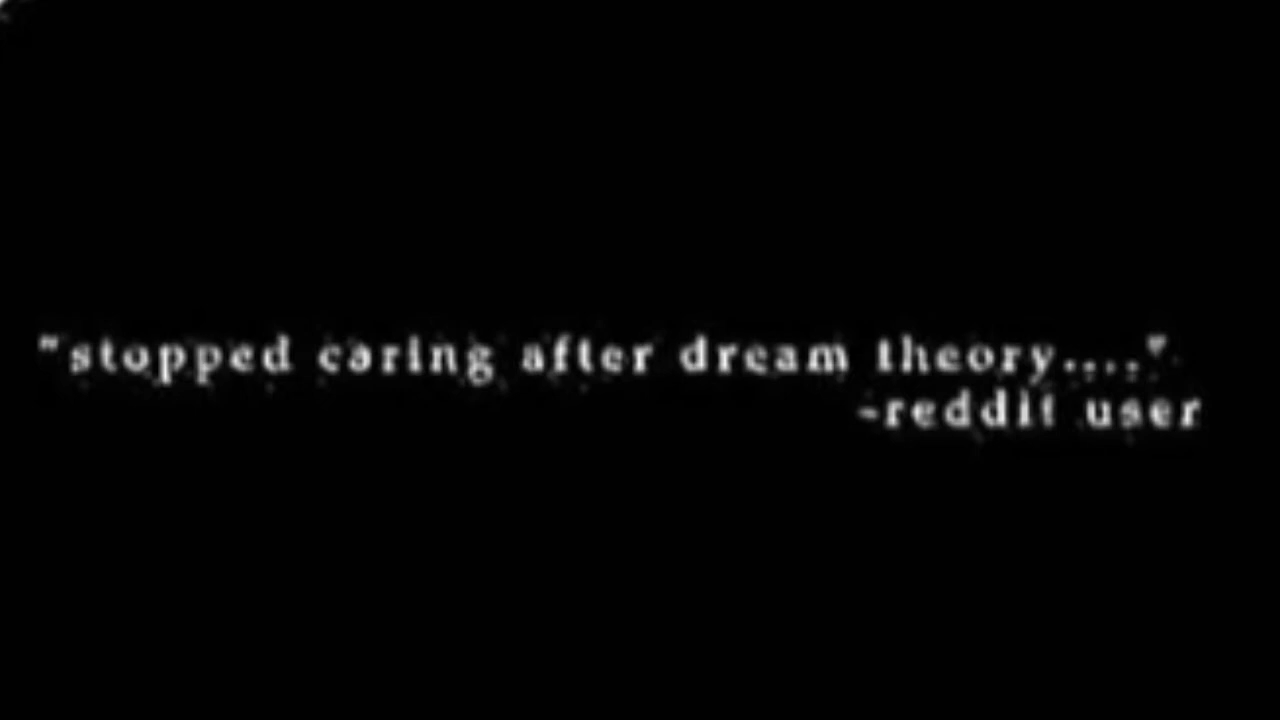 "stopped caring after dream theory...."
-reddit user